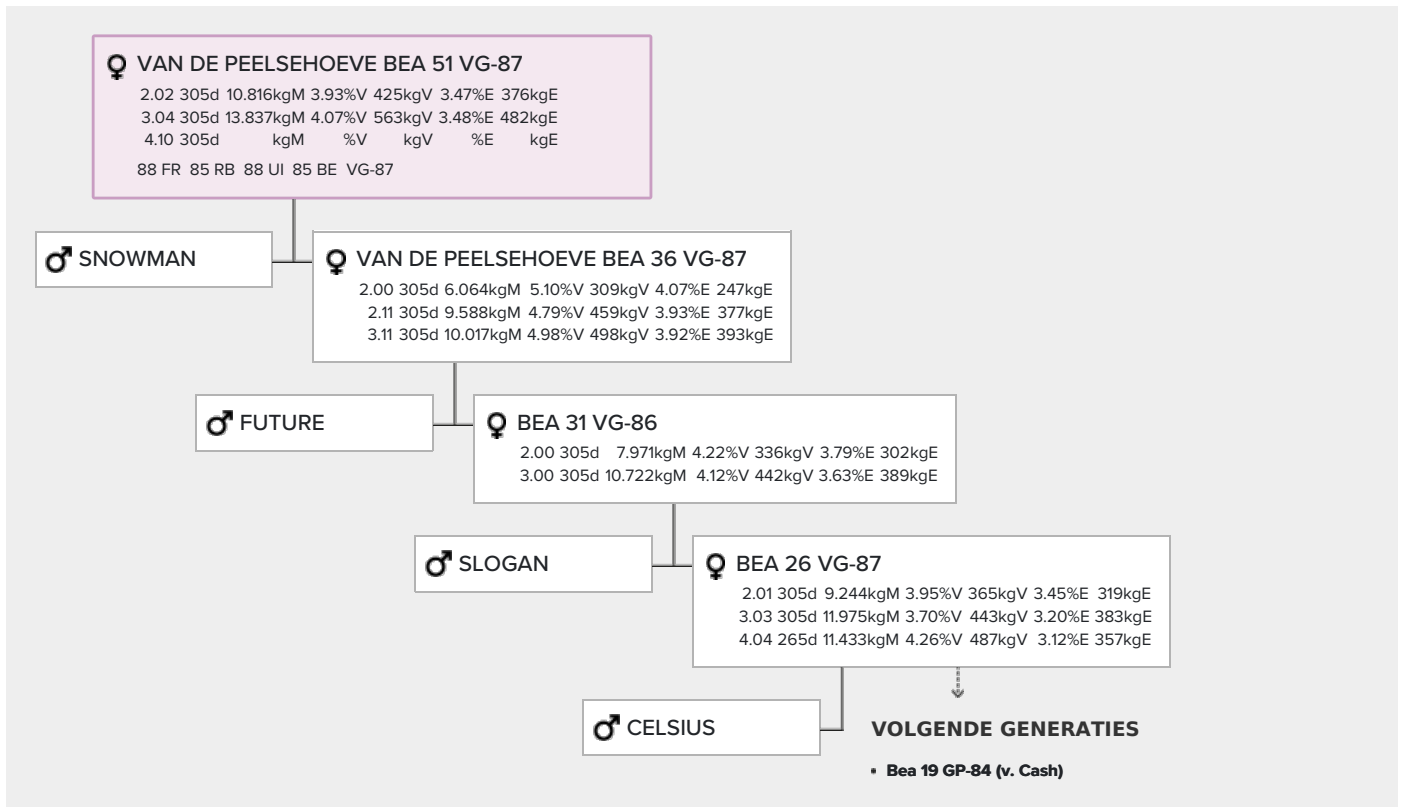 VAN DE PEELSEHOEVE BEA 51 VG-87
2.02 305d 10.816kgM 3.93%V 425kgV 3.47%E 376kgE
3.04 305d 13.837kgM 4.07%V 563kgV 3.48%E 482kgE
4.10 305d kgM %V kgV %E kgE
88 FR 85 RB 88 UI 85 BE VG-87
SNOWMAN
VAN DE PEELSEHOEVE BEA 36 VG-87
2.00 305d 6.064kgM 5.10%V 309kgV 4.07%E 247kgE
2.11 305d 9.588kgM 4.79%V 459kgV 3.93%E 377kgE
3.11 305d 10.017kgM 4.98%V 498kgV 3.92%E 393kgE
FUTURE
BEA 31 VG-86
2.00 305d 7.971kgM 4.22%V 336kgV 3.79%E 302kgE
3.00 305d 10.722kgM 4.12%V 442kgV 3.63%E 389kgE
SLOGAN
BEA 26 VG-87
2.01 305d 9.244kgM 3.95%V 365kgV 3.45%E 319kgE
3.03 305d 11.975kgM 3.70%V 443kgV 3.20%E 383kgE
4.04 265d 11.433kgM 4.26%V 487kgV 3.12%E 357kgE
CELSIUS
VOLGENDE GENERATIES
• Bea 19 GP-84 (v. Cash)